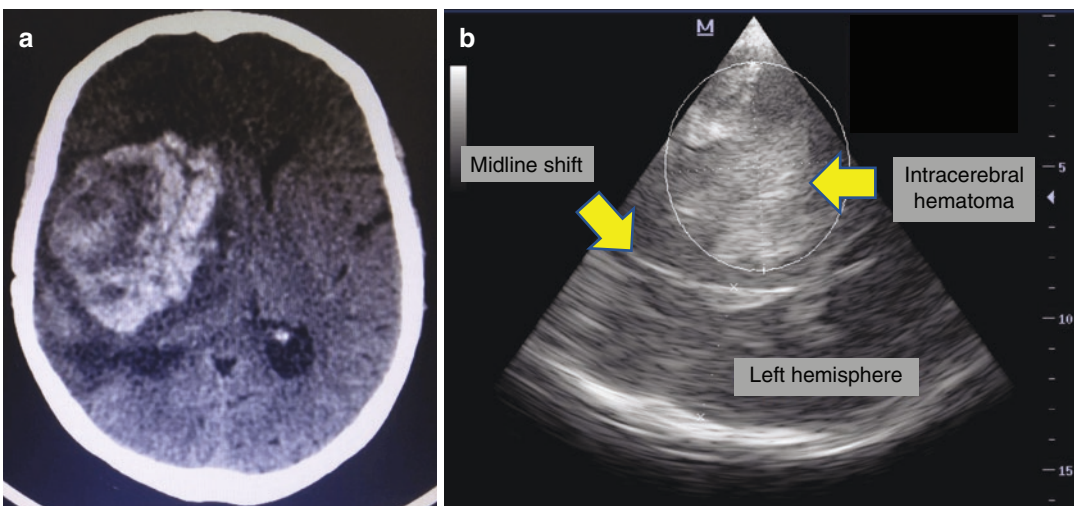 a
b
M
Midline shift
Intracerebral
hematoma
5
10
Left hemisphere
15